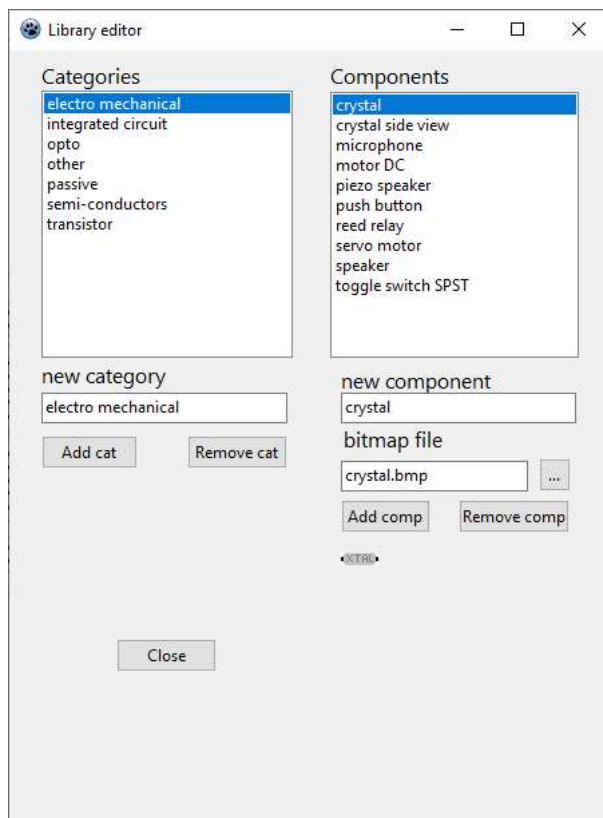 Library editor
Categories
electro mechanical
integrated circuit
opto
other
passive
semi-conductors
transistor
Components
crystal
crystal side view
microphone
motor DC
piezo speaker
push button
reed relay
servo motor
speaker
toggle switch SPST
new category
electro mechanical
Add cat
Remove cat
new component
crystal
bitmap file
crystal.bmp
...
Add comp
Remove comp
XTAL
Close